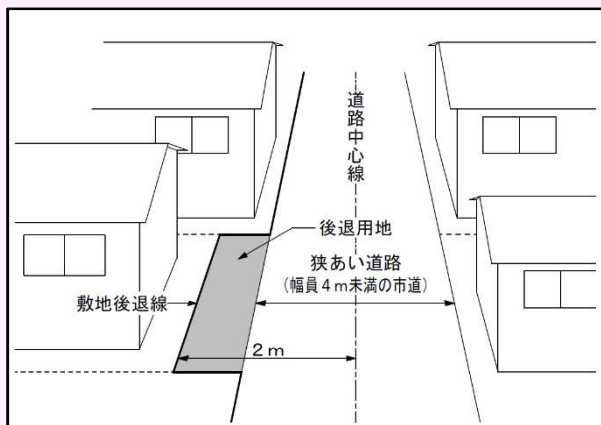 道路中心線
後退用地
狭あい道路
(幅員4m未満の市道)
敷地後退線
2m